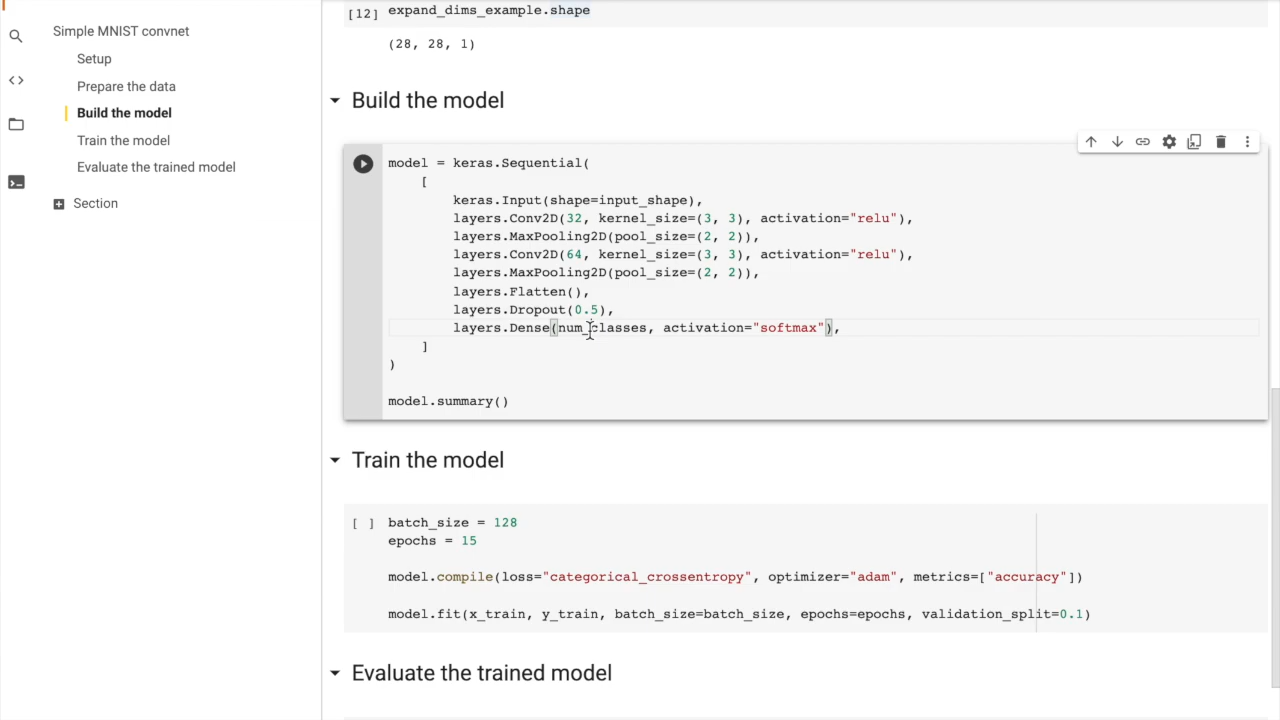 Simple MNIST convnet
Setup
Prepare the data
Build the model
Train the model
Evaluate the trained model
Section
[12] expand_dims_example.shape
(28, 28, 1)
Build the model
model = keras.Sequential(
[
keras.Input(shape=input_shape),
layers.Conv2D(32, kernel_size=(3, 3), activation="relu"),
layers.MaxPooling2D(pool_size=(2, 2)),
layers.Conv2D(64, kernel_size=(3, 3), activation="relu"),
layers.MaxPooling2D(pool_size=(2, 2)),
layers.Flatten(),
layers.Dropout(0.5),
layers.Dense(num_classes, activation="softmax"),
]
)
model.summary()
Train the model
[ ] batch_size = 128
epochs = 15
model.compile(loss="categorical_crossentropy", optimizer="adam", metrics=["accuracy"])
model.fit(x_train, y_train, batch_size=batch_size, epochs=epochs, validation_split=0.1)
Evaluate the trained model